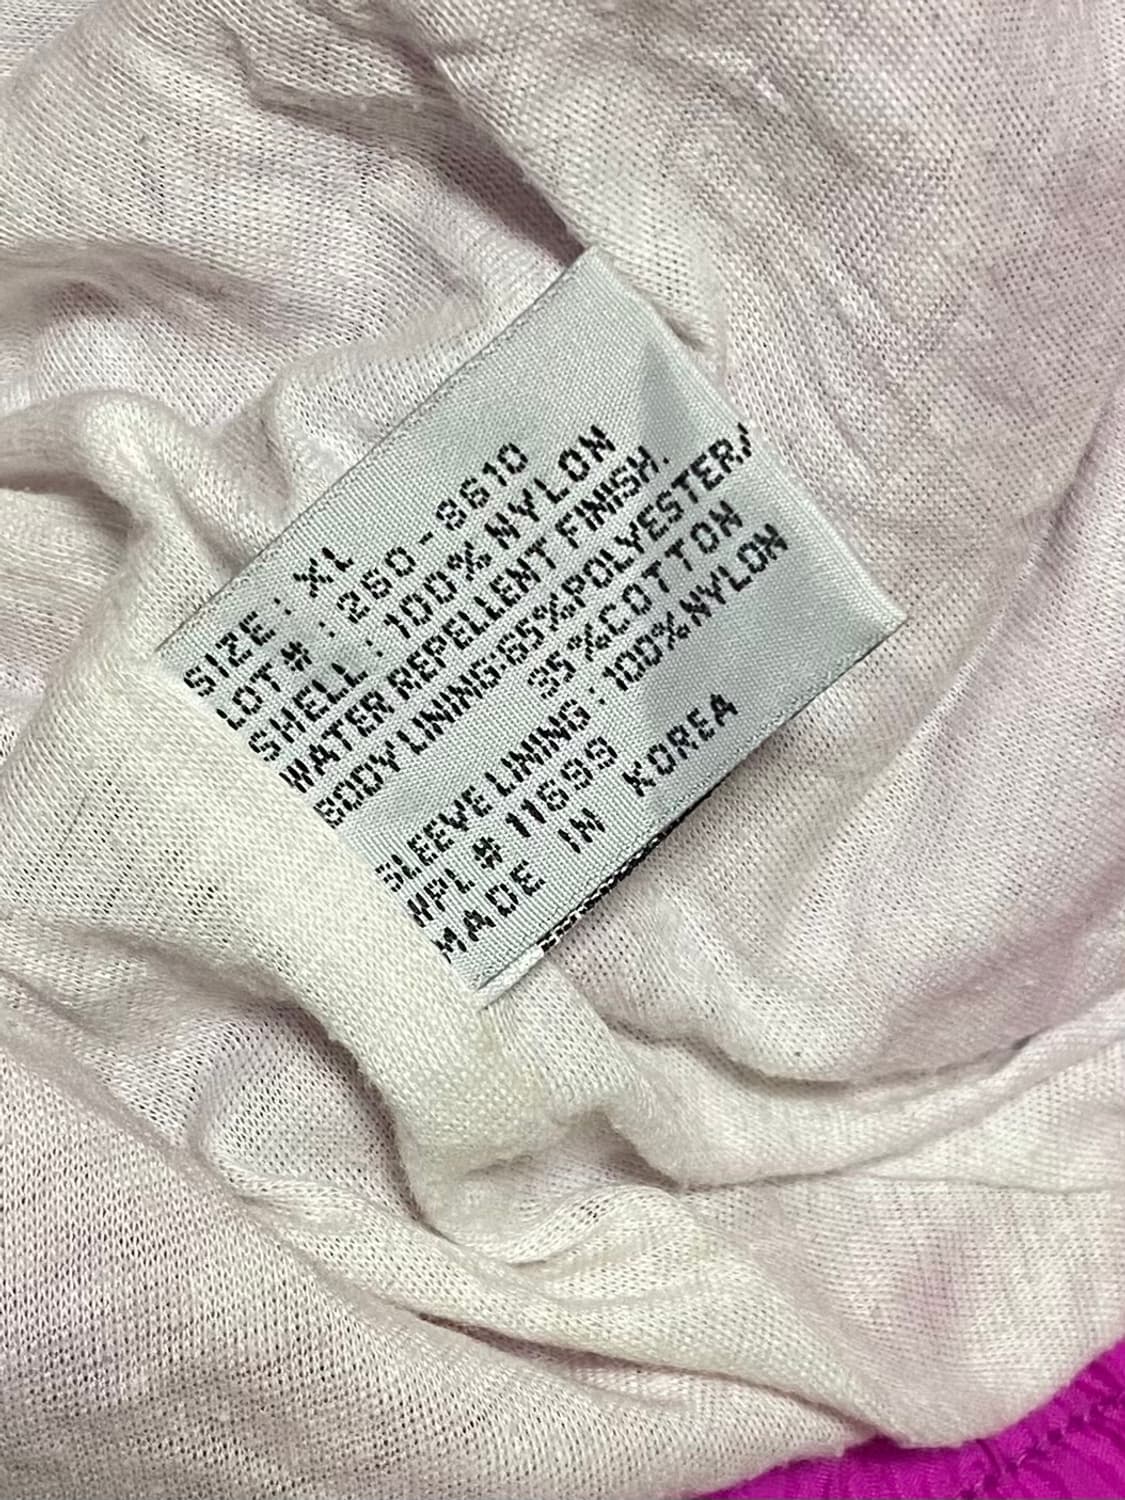 SIZE : XL
LOT # : 260-8610
SHELL : 100% NYLON
WATER REPELLENT FINISH.
BODY LINING:65%POLYESTER/
35%COTTON
SLEEVE LINING : 100%NYLON
WPL # 11699
MADE IN KOREA